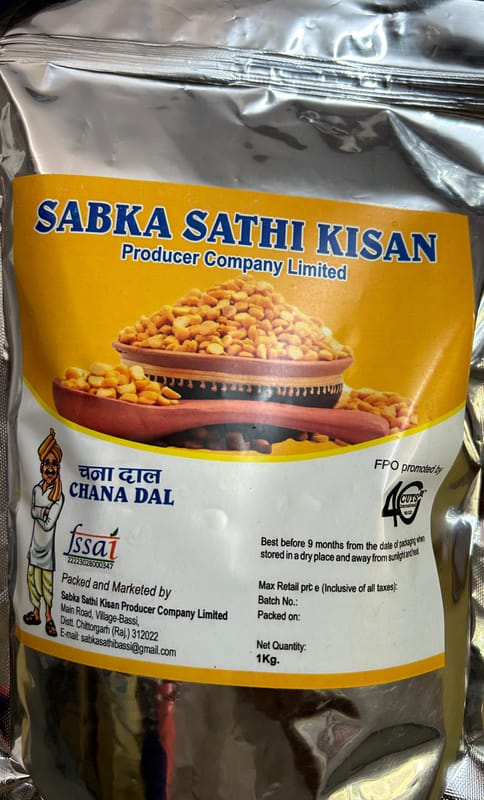 SABKA SATHI KISAN
Producer Company Limited
चना दाल
CHANA DAL
fssai
22223028000347
FPO promoted by
40
CUTS
Best before 9 months from the date of packaging when
stored in a dry place and away from sunlight and heat.
Packed and Marketed by
Sabka Sathi Kisan Producer Company Limited
Main Road, Village-Bassi,
Distt. Chittorgarh (Raj.) 312022
E-mail: sabkasathibassi@gmail.com
Max Retail price (Inclusive of all taxes):
Batch No.:
Packed on:
Net Quantity:
1Kg.